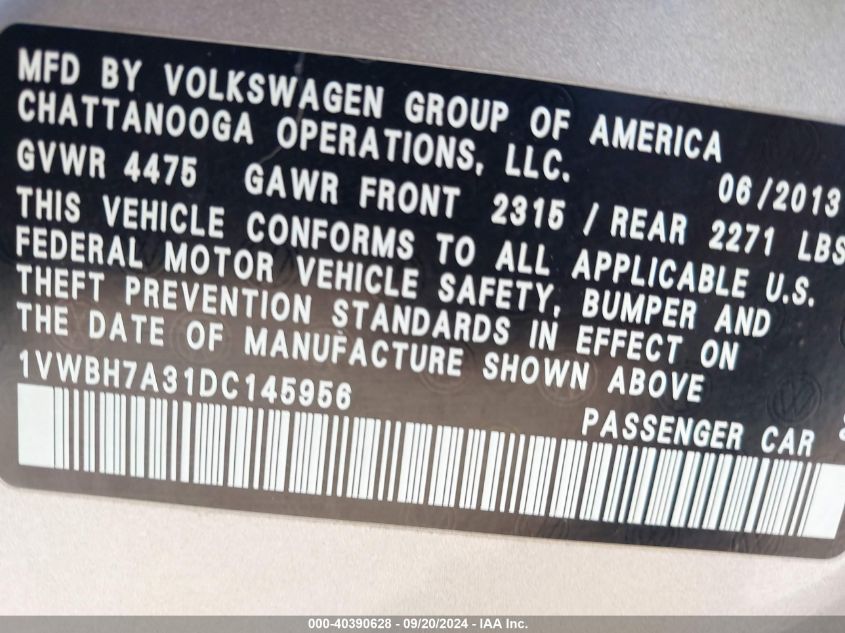 MFD BY VOLKSWAGEN GROUP OF AMERICA
CHATTANOOGA OPERATIONS, LLC. 06/2013
GVWR 4475 GAWR FRONT 2315 / REAR 2271 LBS
THIS VEHICLE CONFORMS TO ALL APPLICABLE U.S.
FEDERAL MOTOR VEHICLE SAFETY, BUMPER AND
THEFT PREVENTION STANDARDS IN EFFECT ON
THE DATE OF MANUFACTURE SHOWN ABOVE
1VWBH7A31DC145956 PASSENGER CAR
000-40390628 - 09/20/2024 - IAA Inc.